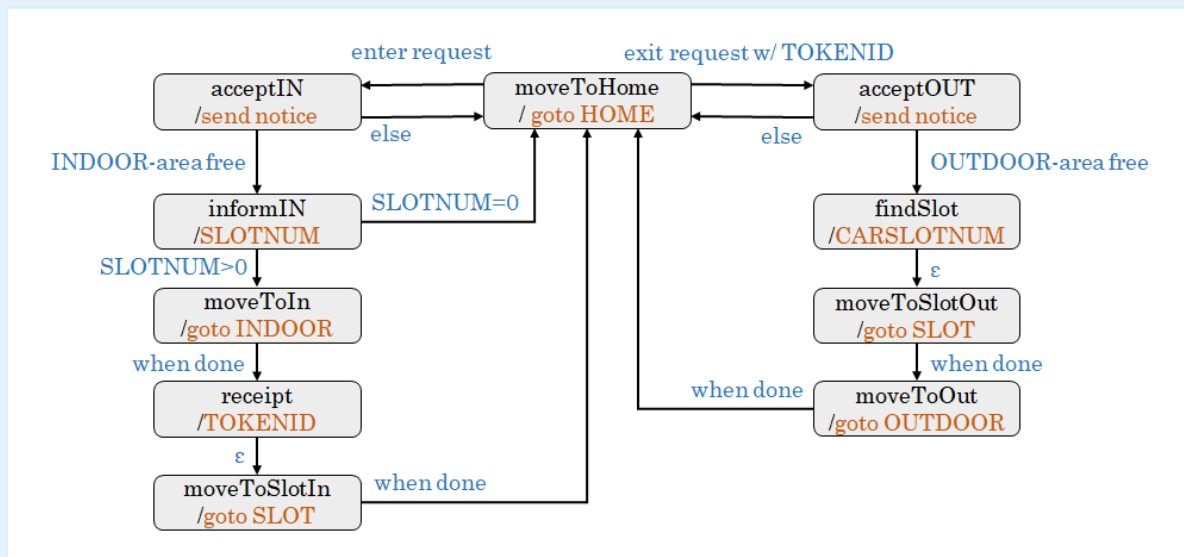 enter request
exit request w/ TOKENID
acceptIN
/send notice
moveToHome
/ goto HOME
acceptOUT
/send notice
else
else
INDOOR-area free
OUTDOOR-area free
informIN
/SLOTNUM
SLOTNUM=0
findSlot
/CARSLOTNUM
SLOTNUM>0
ε
moveToIn
/goto INDOOR
moveToSlotOut
/goto SLOT
when done
when done
receipt
/TOKENID
when done
moveToOut
/goto OUTDOOR
ε
moveToSlotIn
/goto SLOT
when done